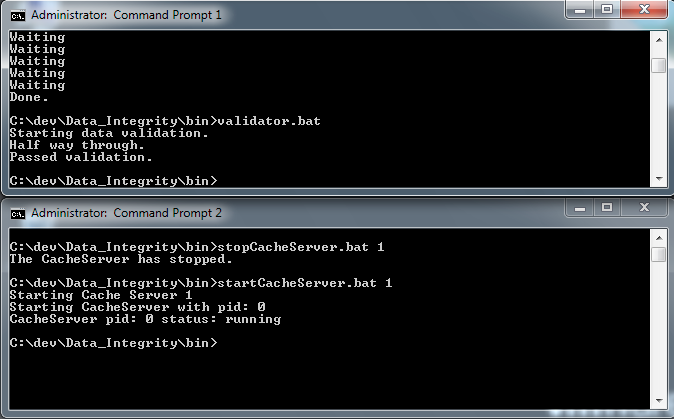 Administrator: Command Prompt 1
Waiting
Waiting
Waiting
Waiting
Waiting
Done.
C:\dev\Data_Integrity\bin>validator.bat
Starting data validation.
Half way through.
Passed validation.
C:\dev\Data_Integrity\bin>
Administrator: Command Prompt 2
C:\dev\Data_Integrity\bin>stopCacheServer.bat 1
The CacheServer has stopped.
C:\dev\Data_Integrity\bin>startCacheServer.bat 1
Starting Cache Server 1
Starting CacheServer with pid: 0
CacheServer pid: 0 status: running
C:\dev\Data_Integrity\bin>